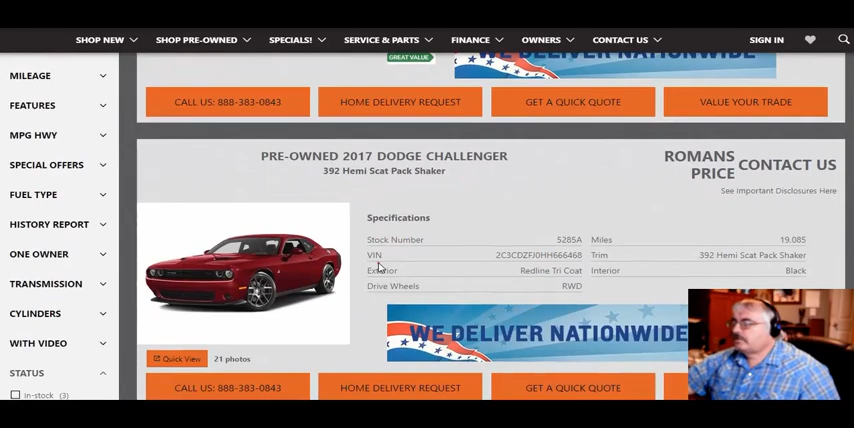 SHOP NEW SHOP PRE-OWNED SPECIALS! SERVICE & PARTS FINANCE OWNERS CONTACT US SIGN IN
MILEAGE
FEATURES
MPG HWY
SPECIAL OFFERS
FUEL TYPE
HISTORY REPORT
ONE OWNER
TRANSMISSION
CYLINDERS
WITH VIDEO
STATUS
In-stock (3)
GREAT VALUE
WE DELIVER NATIONWIDE
CALL US: 888-383-0843 HOME DELIVERY REQUEST GET A QUICK QUOTE VALUE YOUR TRADE
PRE-OWNED 2017 DODGE CHALLENGER
392 Hemi Scat Pack Shaker
ROMANS
PRICE
CONTACT US
See Important Disclosures Here
Specifications
Stock Number 5285A Miles 19,085
VIN 2C3CDZFJ0HH666468 Trim 392 Hemi Scat Pack Shaker
Exterior Redline Tri Coat Interior Black
Drive Wheels RWD
WE DELIVER NATIONWIDE
Quick View 21 photos
CALL US: 888-383-0843 HOME DELIVERY REQUEST GET A QUICK QUOTE